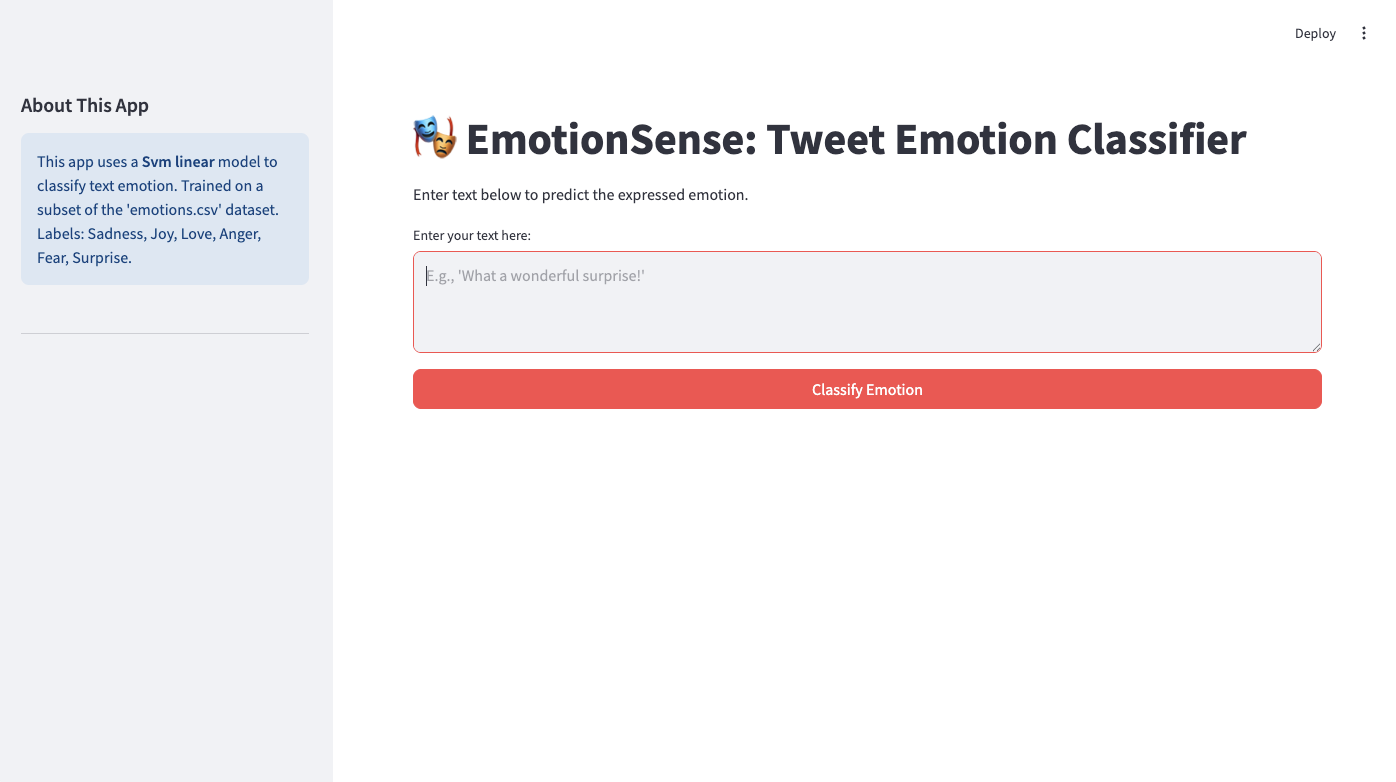 Deploy
About This App
This app uses a Svm linear model to
classify text emotion. Trained on a
subset of the 'emotions.csv' dataset.
Labels: Sadness, Joy, Love, Anger,
Fear, Surprise.
EmotionSense: Tweet Emotion Classifier
Enter text below to predict the expressed emotion.
Enter your text here:
E.g., 'What a wonderful surprise!'
Classify Emotion